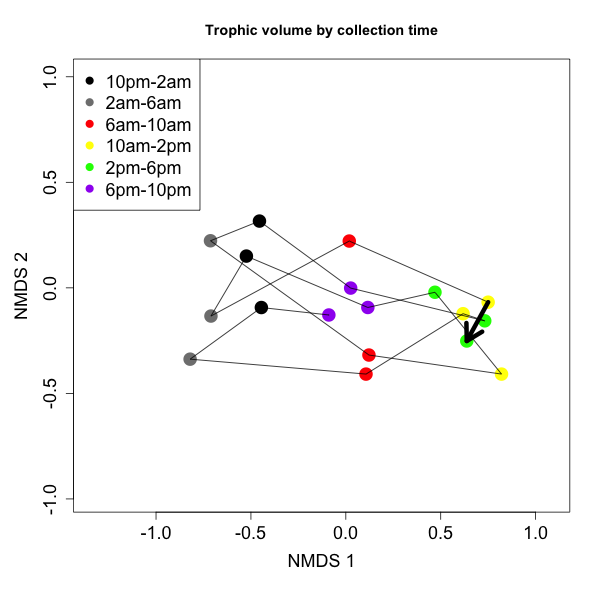 Trophic volume by collection time
10pm-2am
2am-6am
6am-10am
10am-2pm
2pm-6pm
6pm-10pm
1.0
0.5
0.0
-0.5
-1.0
NMDS 2
-1.0 -0.5 0.0 0.5 1.0
NMDS 1